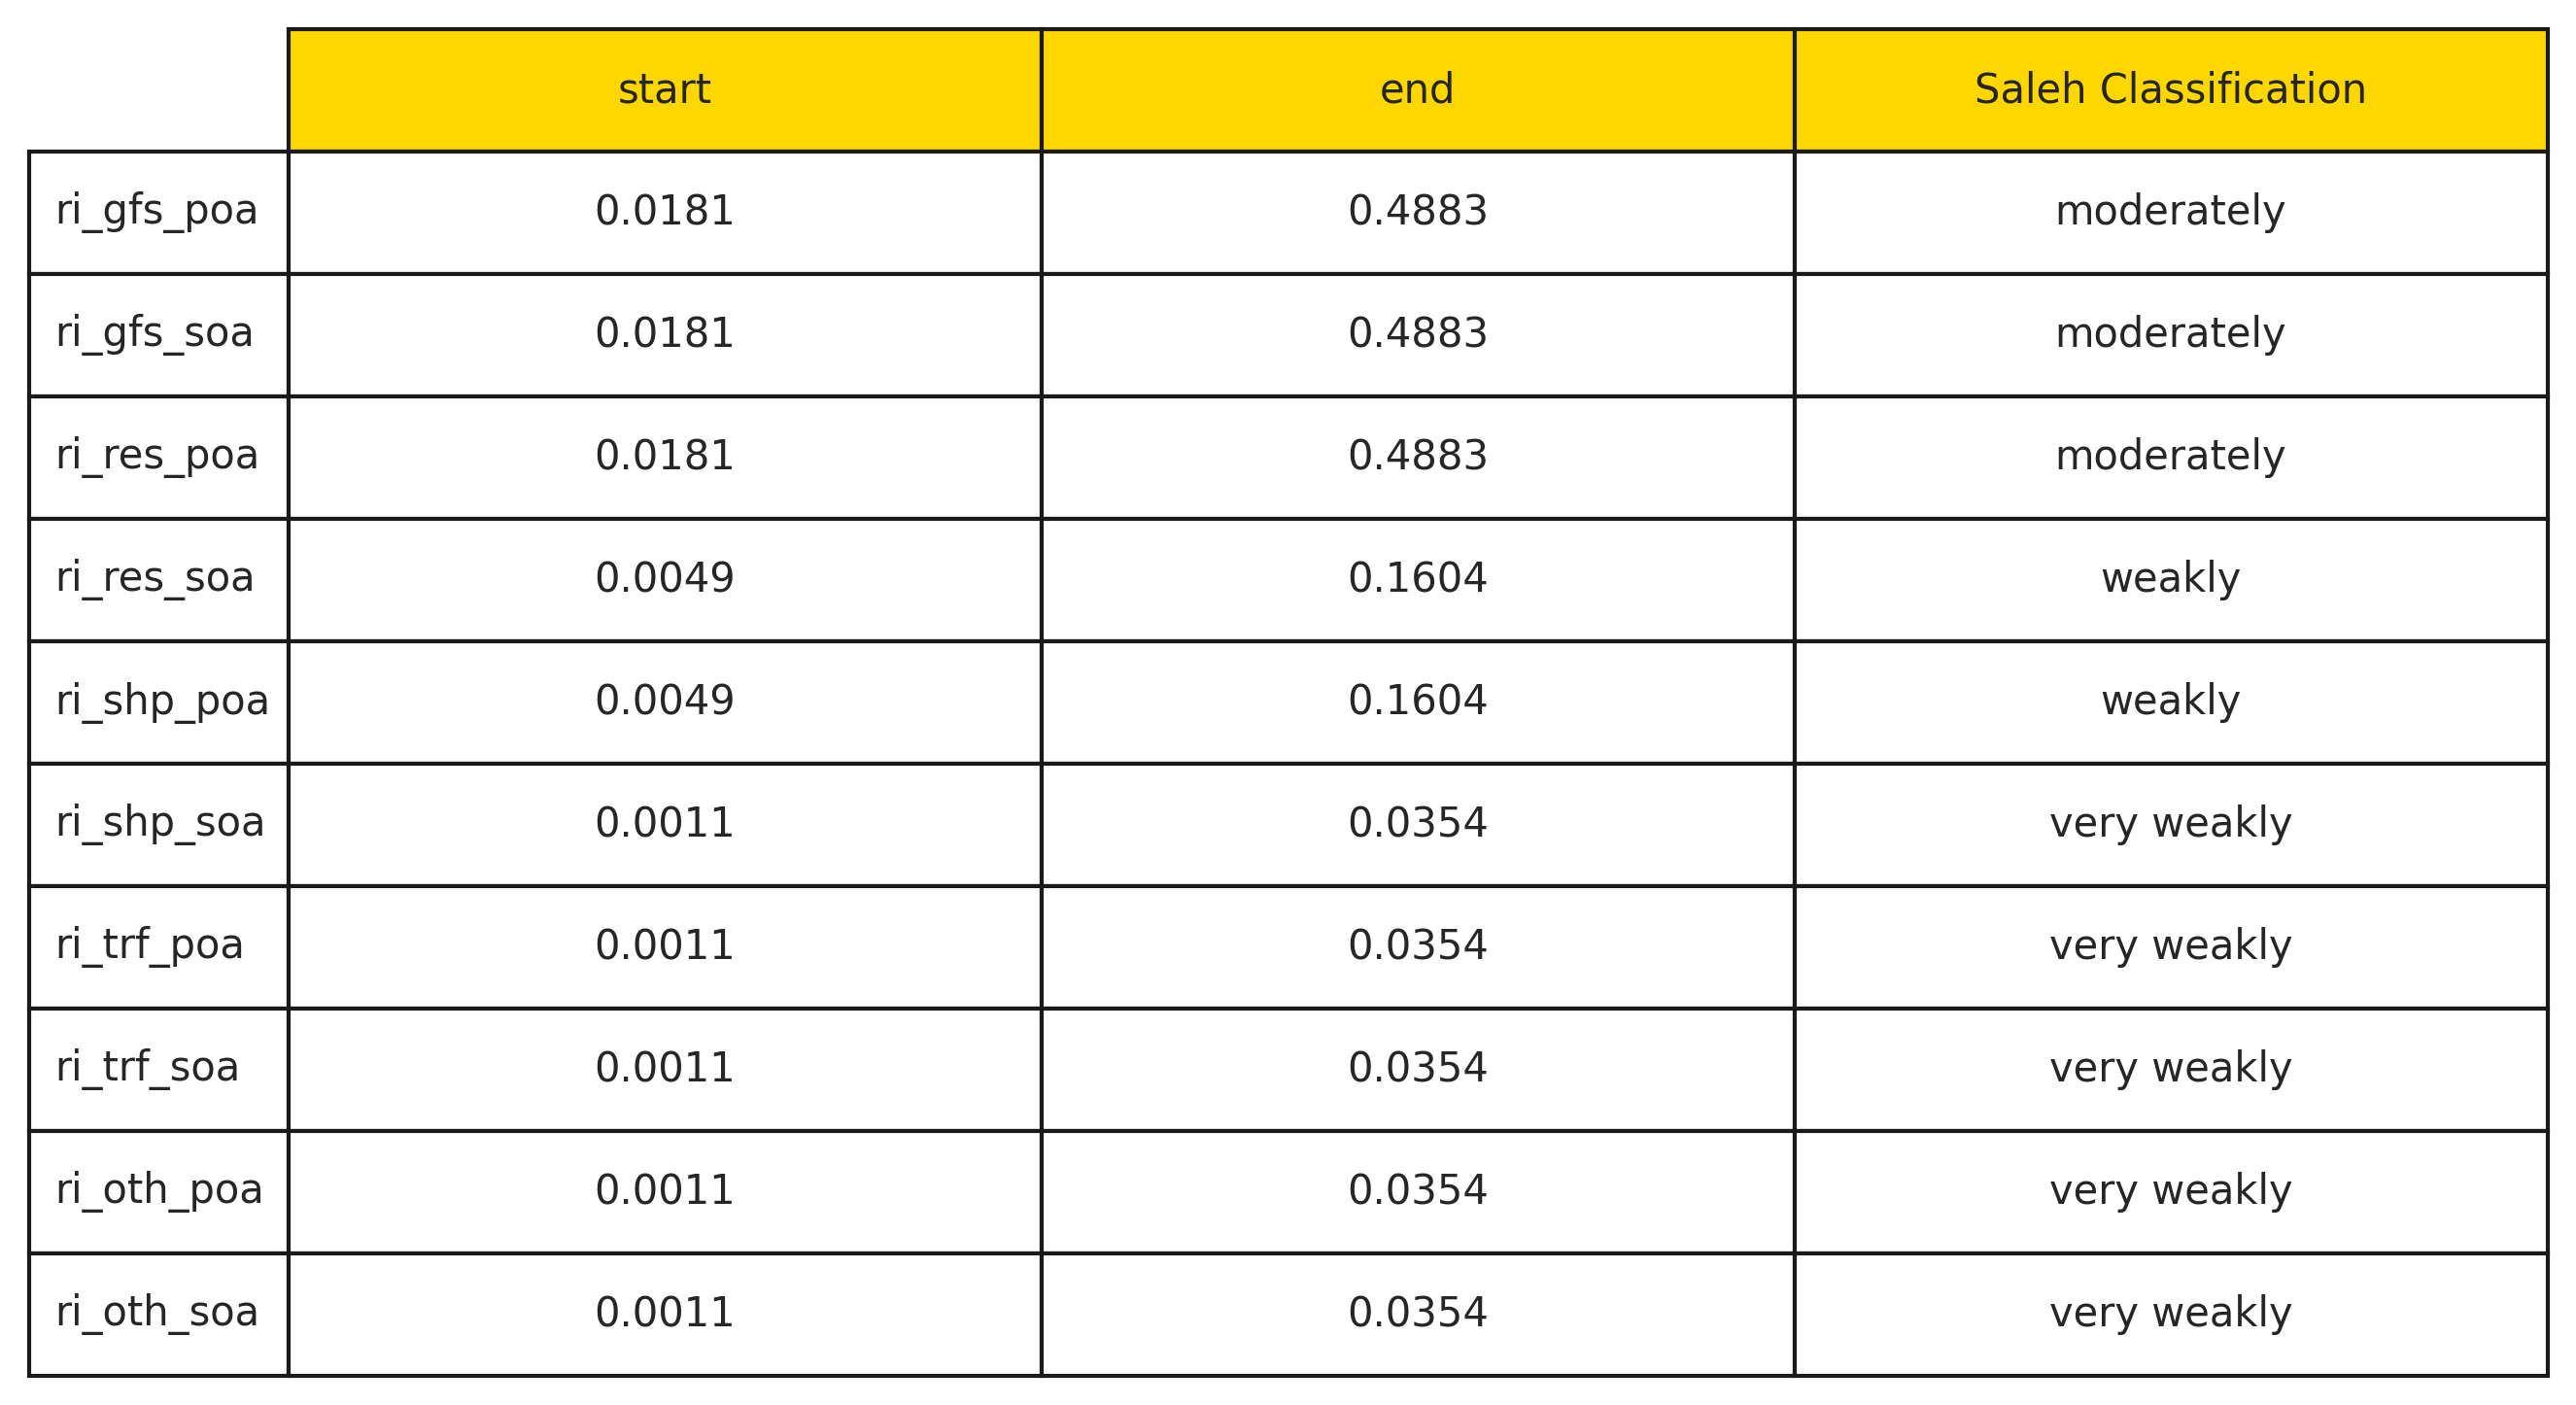 start end Saleh Classification
ri_gfs_poa 0.0181 0.4883 moderately
ri_gfs_soa 0.0181 0.4883 moderately
ri_res_poa 0.0181 0.4883 moderately
ri_res_soa 0.0049 0.1604 weakly
ri_shp_poa 0.0049 0.1604 weakly
ri_shp_soa 0.0011 0.0354 very weakly
ri_trf_poa 0.0011 0.0354 very weakly
ri_trf_soa 0.0011 0.0354 very weakly
ri_oth_poa 0.0011 0.0354 very weakly
ri_oth_soa 0.0011 0.0354 very weakly